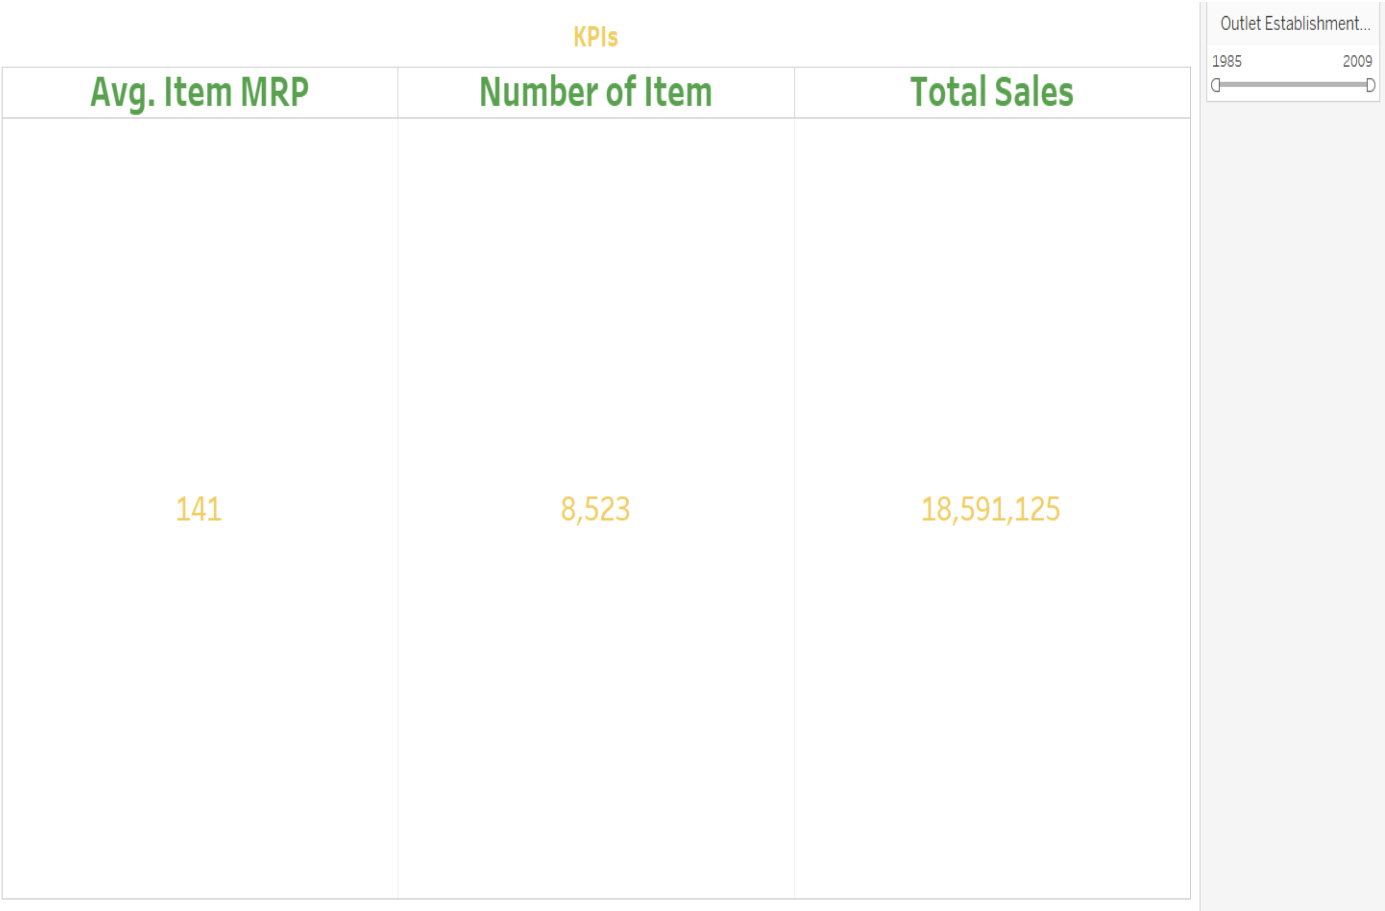 KPIs
Outlet Establishment...
1985 2009
Avg. Item MRP Number of Item Total Sales
141 8,523 18,591,125